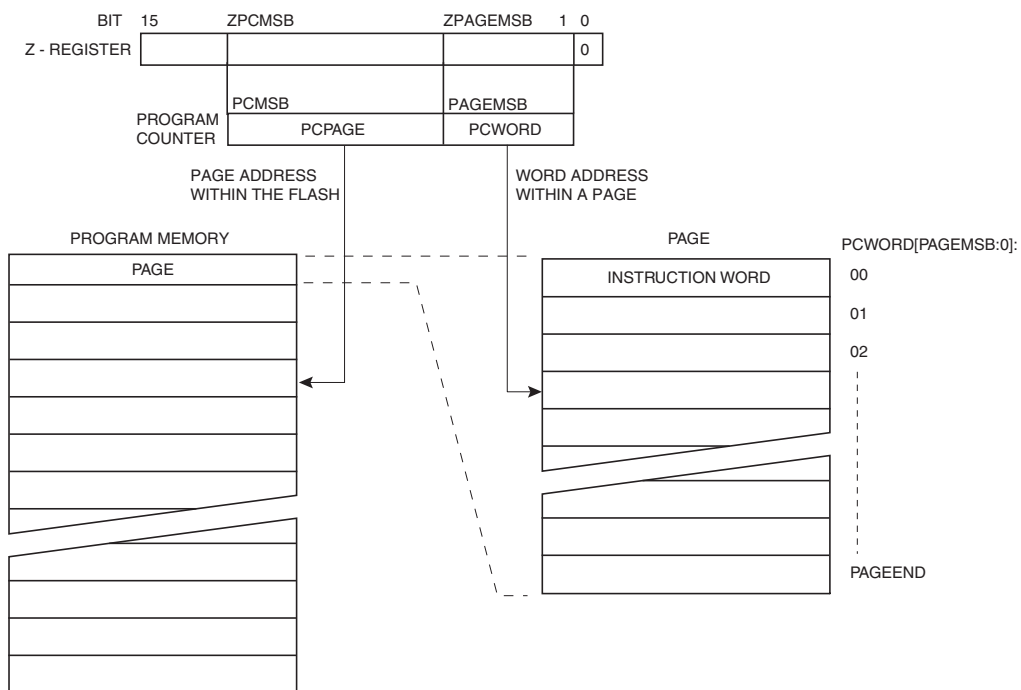 BIT 15 ZPCMSB ZPAGEMSB 1 0
Z - REGISTER 0
PCMSB PAGEMSB
PROGRAM
COUNTER
PCPAGE PCWORD
PAGE ADDRESS
WITHIN THE FLASH
WORD ADDRESS
WITHIN A PAGE
PROGRAM MEMORY
PAGE
PAGE
INSTRUCTION WORD
PCWORD[PAGEMSB:0]:
00
01
02
PAGEEND